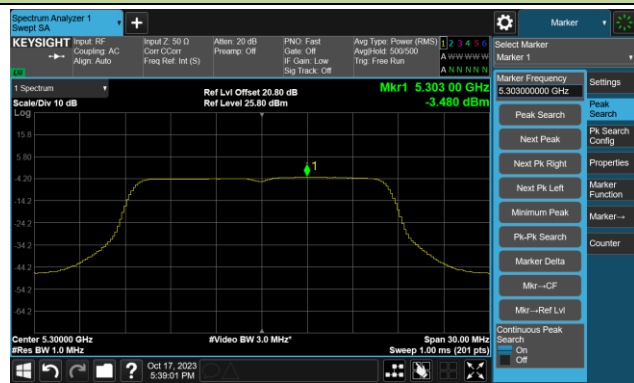 Spectrum Analyzer 1
Swept SA
Marker
KEYSIGHT
Input: RF
Coupling: AC
Align: Auto
Input Z: 50 Ω
Corr CCorr
Freq Ref: Int (S)
Atten: 20 dB
Preamp: Off
PNO: Fast
Gate: Off
IF Gain: Low
Sig Track: Off
Avg Type: Power (RMS)
Avg|Hold: 500/500
Trig: Free Run
1 2 3 4 5 6
A W W W W W
A N N N N N
Select Marker
Marker 1
1 Spectrum
Scale/Div 10 dB
Log
Ref Lvl Offset 20.80 dB
Ref Level 25.80 dBm
Mkr1 5.303 00 GHz
-3.480 dBm
15.8
5.80
-4.20
-14.2
-24.2
-34.2
-44.2
-54.2
-64.2
1
Center 5.30000 GHz
#Res BW 1.0 MHz
#Video BW 3.0 MHz*
Span 30.00 MHz
Sweep 1.00 ms (201 pts)
Marker Frequency
5.303000000 GHz
Peak Search
Next Peak
Next Pk Right
Next Pk Left
Minimum Peak
Pk-Pk Search
Marker Delta
Mkr→CF
Mkr→Ref Lvl
Continuous Peak
Search
On
Off
Settings
Peak
Search
Pk Search
Config
Properties
Marker
Function
Marker→
Counter
Oct 17, 2023
5:39:01 PM